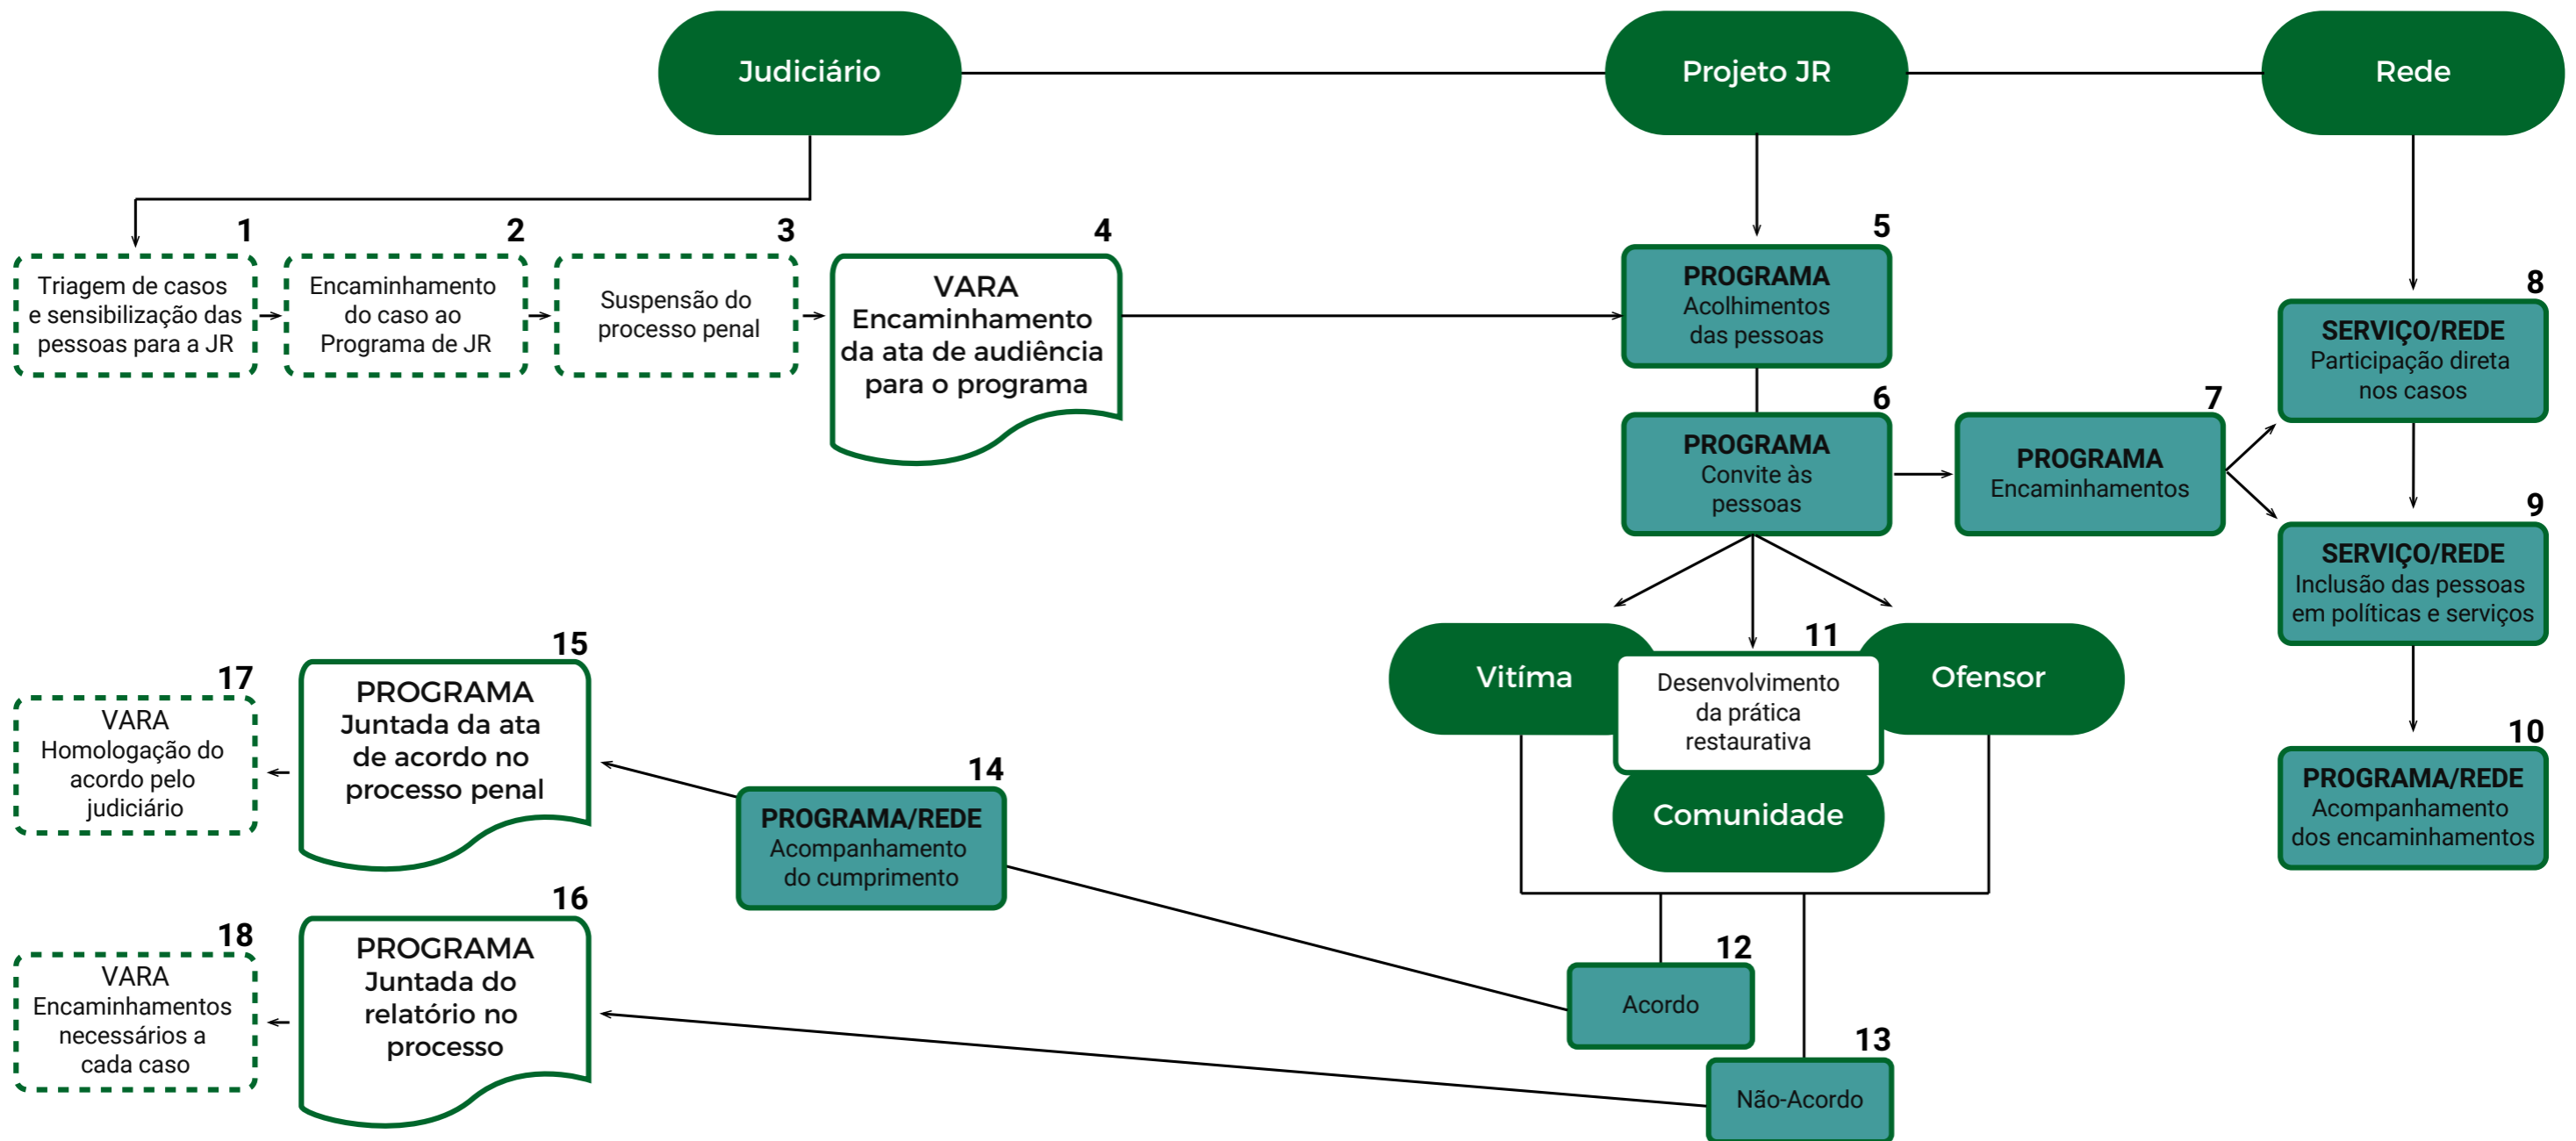 Judiciário
Projeto JR
Rede
1
Triagem de casos
e sensibilização das
pessoas para a JR
2
Encaminhamento
do caso ao
Programa de JR
3
Suspensão do
processo penal
4
VARA
Encaminhamento
da ata de audiência
para o programa
5
PROGRAMA
Acolhimentos
das pessoas
6
PROGRAMA
Convite às
pessoas
7
PROGRAMA
Encaminhamentos
8
SERVIÇO/REDE
Participação direta
nos casos
9
SERVIÇO/REDE
Inclusão das pessoas
em políticas e serviços
10
PROGRAMA/REDE
Acompanhamento
dos encaminhamentos
Vitíma
11
Desenvolvimento
da prática
restaurativa
Ofensor
Comunidade
12
Acordo
13
Não-Acordo
14
PROGRAMA/REDE
Acompanhamento
do cumprimento
15
PROGRAMA
Juntada da ata
de acordo no
processo penal
16
PROGRAMA
Juntada do
relatório no
processo
17
VARA
Homologação do
acordo pelo
judiciário
18
VARA
Encaminhamentos
necessários a
cada caso